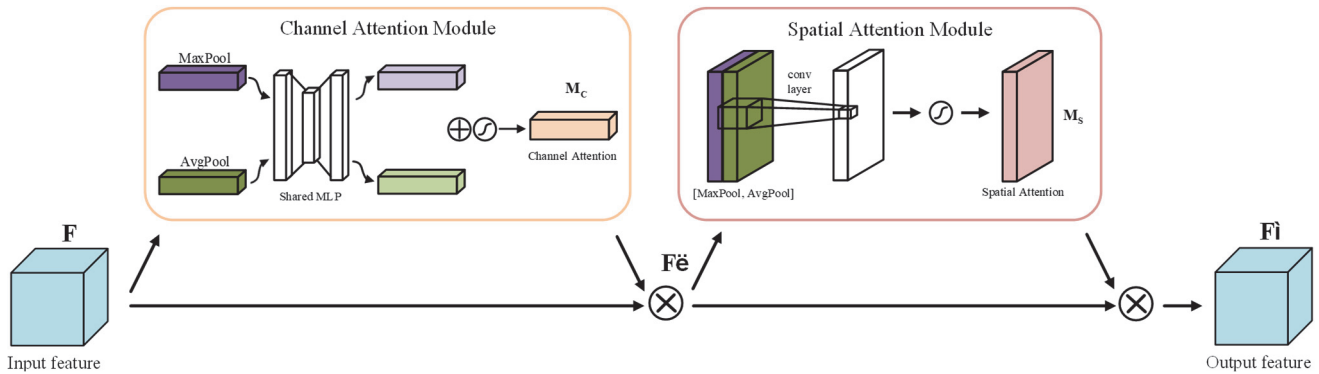 Channel Attention Module
MaxPool
AvgPool
Shared MLP
M_C
Channel Attention
Spatial Attention Module
conv
layer
[MaxPool, AvgPool]
M_S
Spatial Attention
F
Input feature
Fë
Fì
Output feature